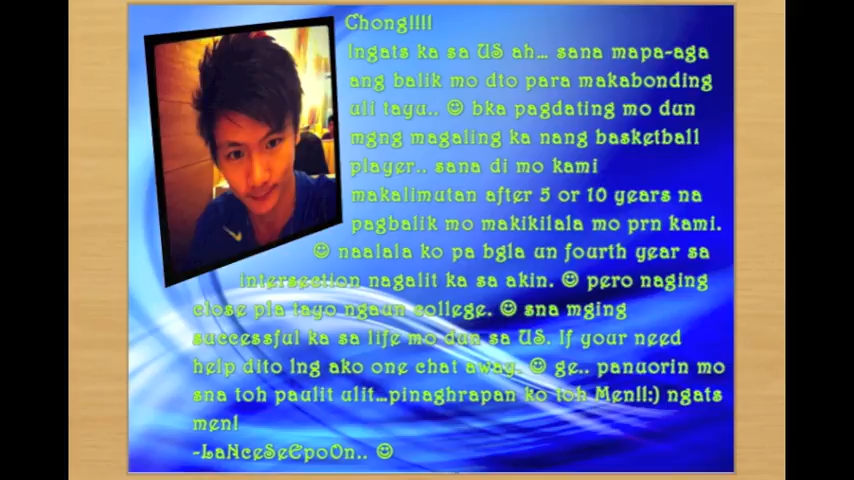 Chong!!!!
Ingats ka sa US ah... sana mapa-aga
ang balik mo dto para makabonding
uli tayu.. ☺ bka pagdating mo dun
mgng magaling ka nang basketball
player.. sana di mo kami
makalimutan after 5 or 10 years na
pagbalik mo makikilala mo prn kami.
☺ naalala ko pa bgla un fourth year sa
intersection nagalit ka sa akin. ☺ pero naging
close pla tayo ngaun college. ☺ sna mging
successful ka sa life mo dun sa US. If your need
help dito lng ako one chat away. ☺ ge.. panuorin mo
sna toh paulit ulit...pinaghrapan ko toh Men!!:) ngats
men!
-LaNceSeEpoOn.. ☺